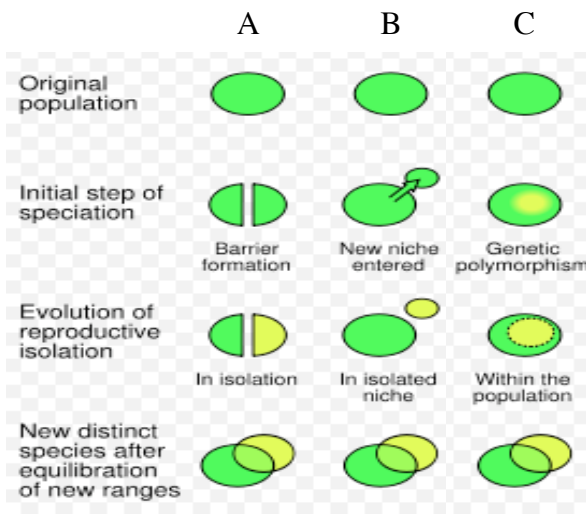 A B C
Original
population
Initial step of
speciation
Barrier
formation
New niche
entered
Genetic
polymorphism
Evolution of
reproductive
isolation
In isolation
In isolated
niche
Within the
population
New distinct
species after
equilibration
of new ranges